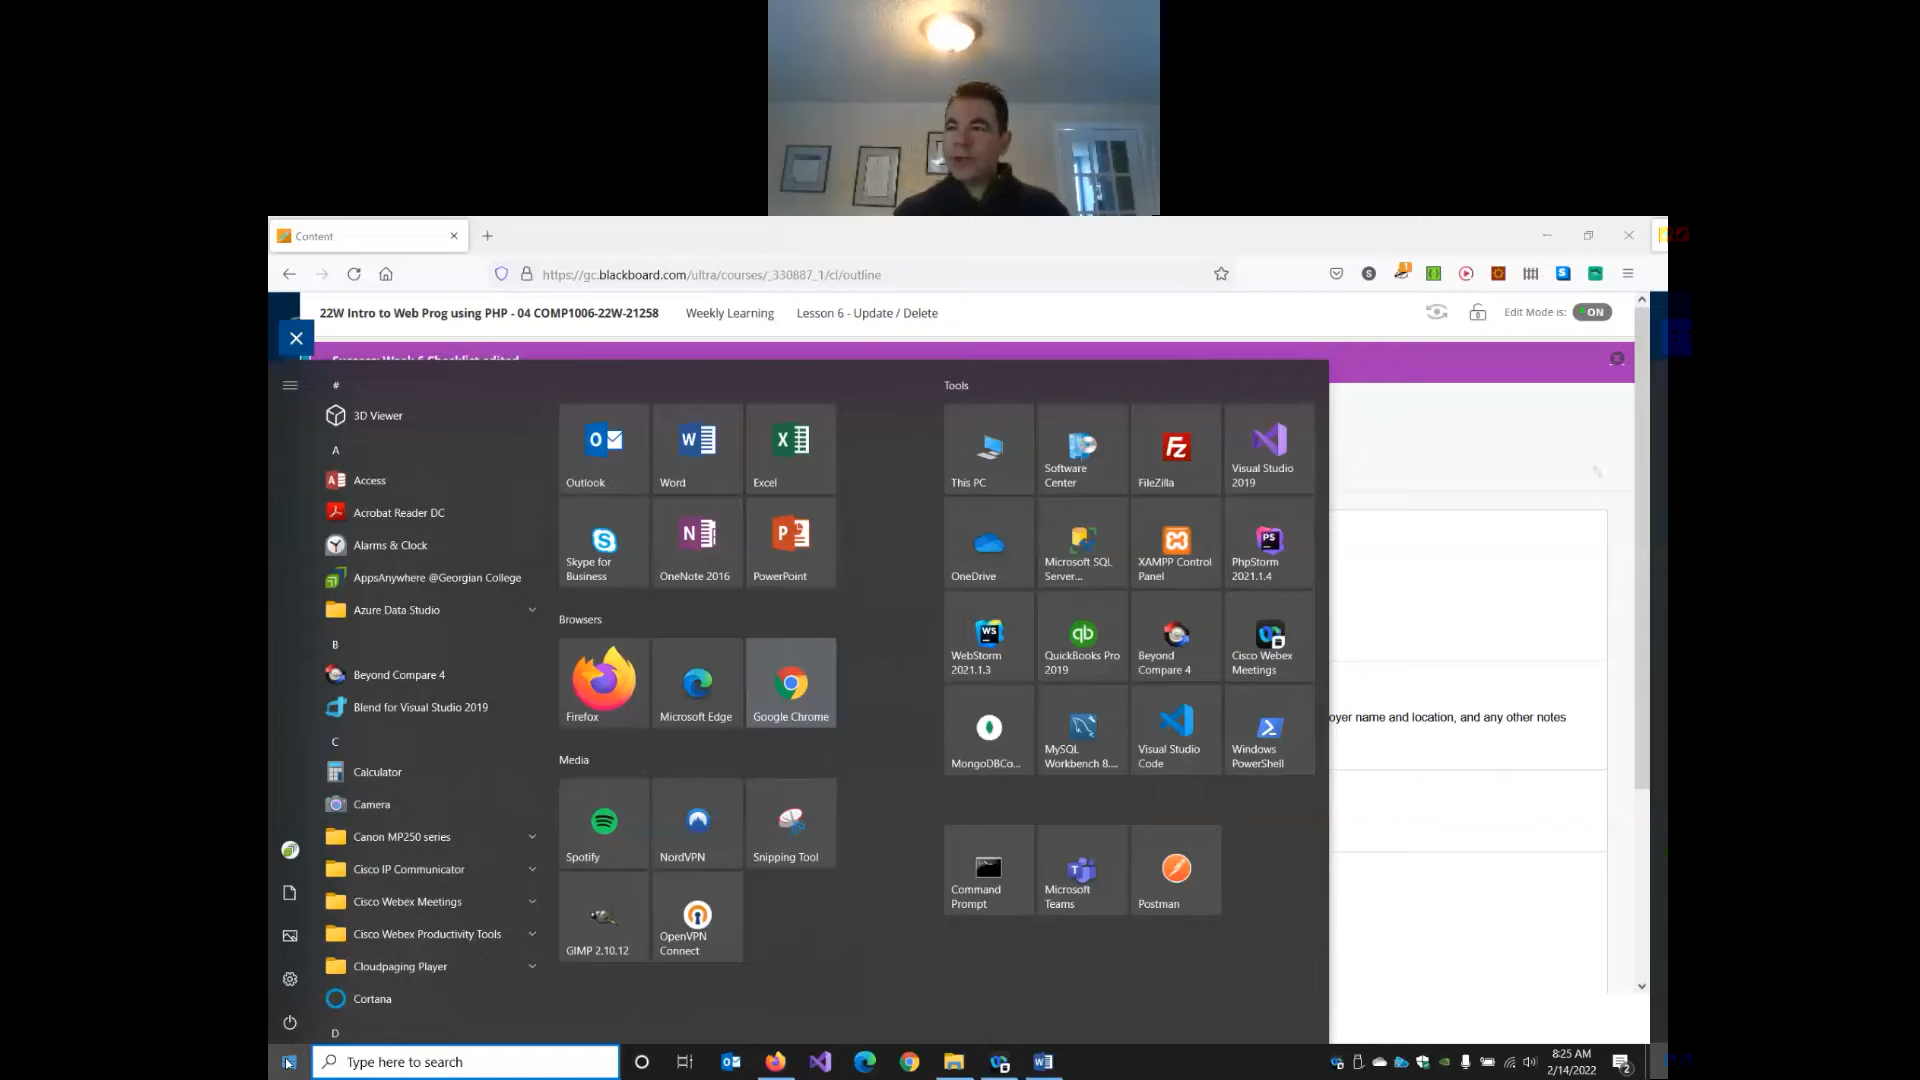 Content
https://gc.blackboard.com/ultra/courses/_330887_1/cl/outline
22W Intro to Web Prog using PHP - 04 COMP1006-22W-21258
Weekly Learning
Lesson 6 - Update / Delete
Edit Mode is:
ON
Success: Week 6 Checklist edited
#
3D Viewer
A
Access
Acrobat Reader DC
Alarms & Clock
AppsAnywhere @Georgian College
Azure Data Studio
B
Beyond Compare 4
Blend for Visual Studio 2019
C
Calculator
Camera
Canon MP250 series
Cisco IP Communicator
Cisco Webex Meetings
Cisco Webex Productivity Tools
Cloudpaging Player
Cortana
D
Outlook
Word
Excel
Skype for
Business
OneNote 2016
PowerPoint
Browsers
Firefox
Microsoft Edge
Google Chrome
Media
Spotify
NordVPN
Snipping Tool
GIMP 2.10.12
OpenVPN
Connect
Tools
This PC
Software
Center
FileZilla
Visual Studio
2019
OneDrive
Microsoft SQL
Server...
XAMPP Control
Panel
PhpStorm
2021.1.4
WebStorm
2021.1.3
QuickBooks Pro
2019
Beyond
Compare 4
Cisco Webex
Meetings
MongoDBCo...
MySQL
Workbench 8....
Visual Studio
Code
Windows
PowerShell
Command
Prompt
Microsoft
Teams
Postman
oyer name and location, and any other notes
Type here to search
8:25 AM
2/14/2022
2